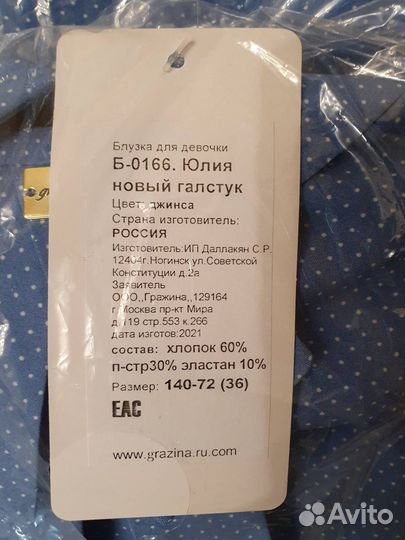 Блузка для девочки
Б-0166. Юлия
новый галстук
Цвет: джинса
Страна изготовитель:
РОССИЯ
Изготовитель:ИП Даллакян С.Р.
12404г.Ногинск ул.Советской
Конституции д.2а
Заявитель
ООО,,Гражина,,129164
г.Москва пр-кт Мира
д.119 стр.553 к.266
дата изготов:2021
состав: хлопок 60%
п-стр30% эластан 10%
Размер: 140-72 (36)
EAC
www.grazina.ru.com
Avito